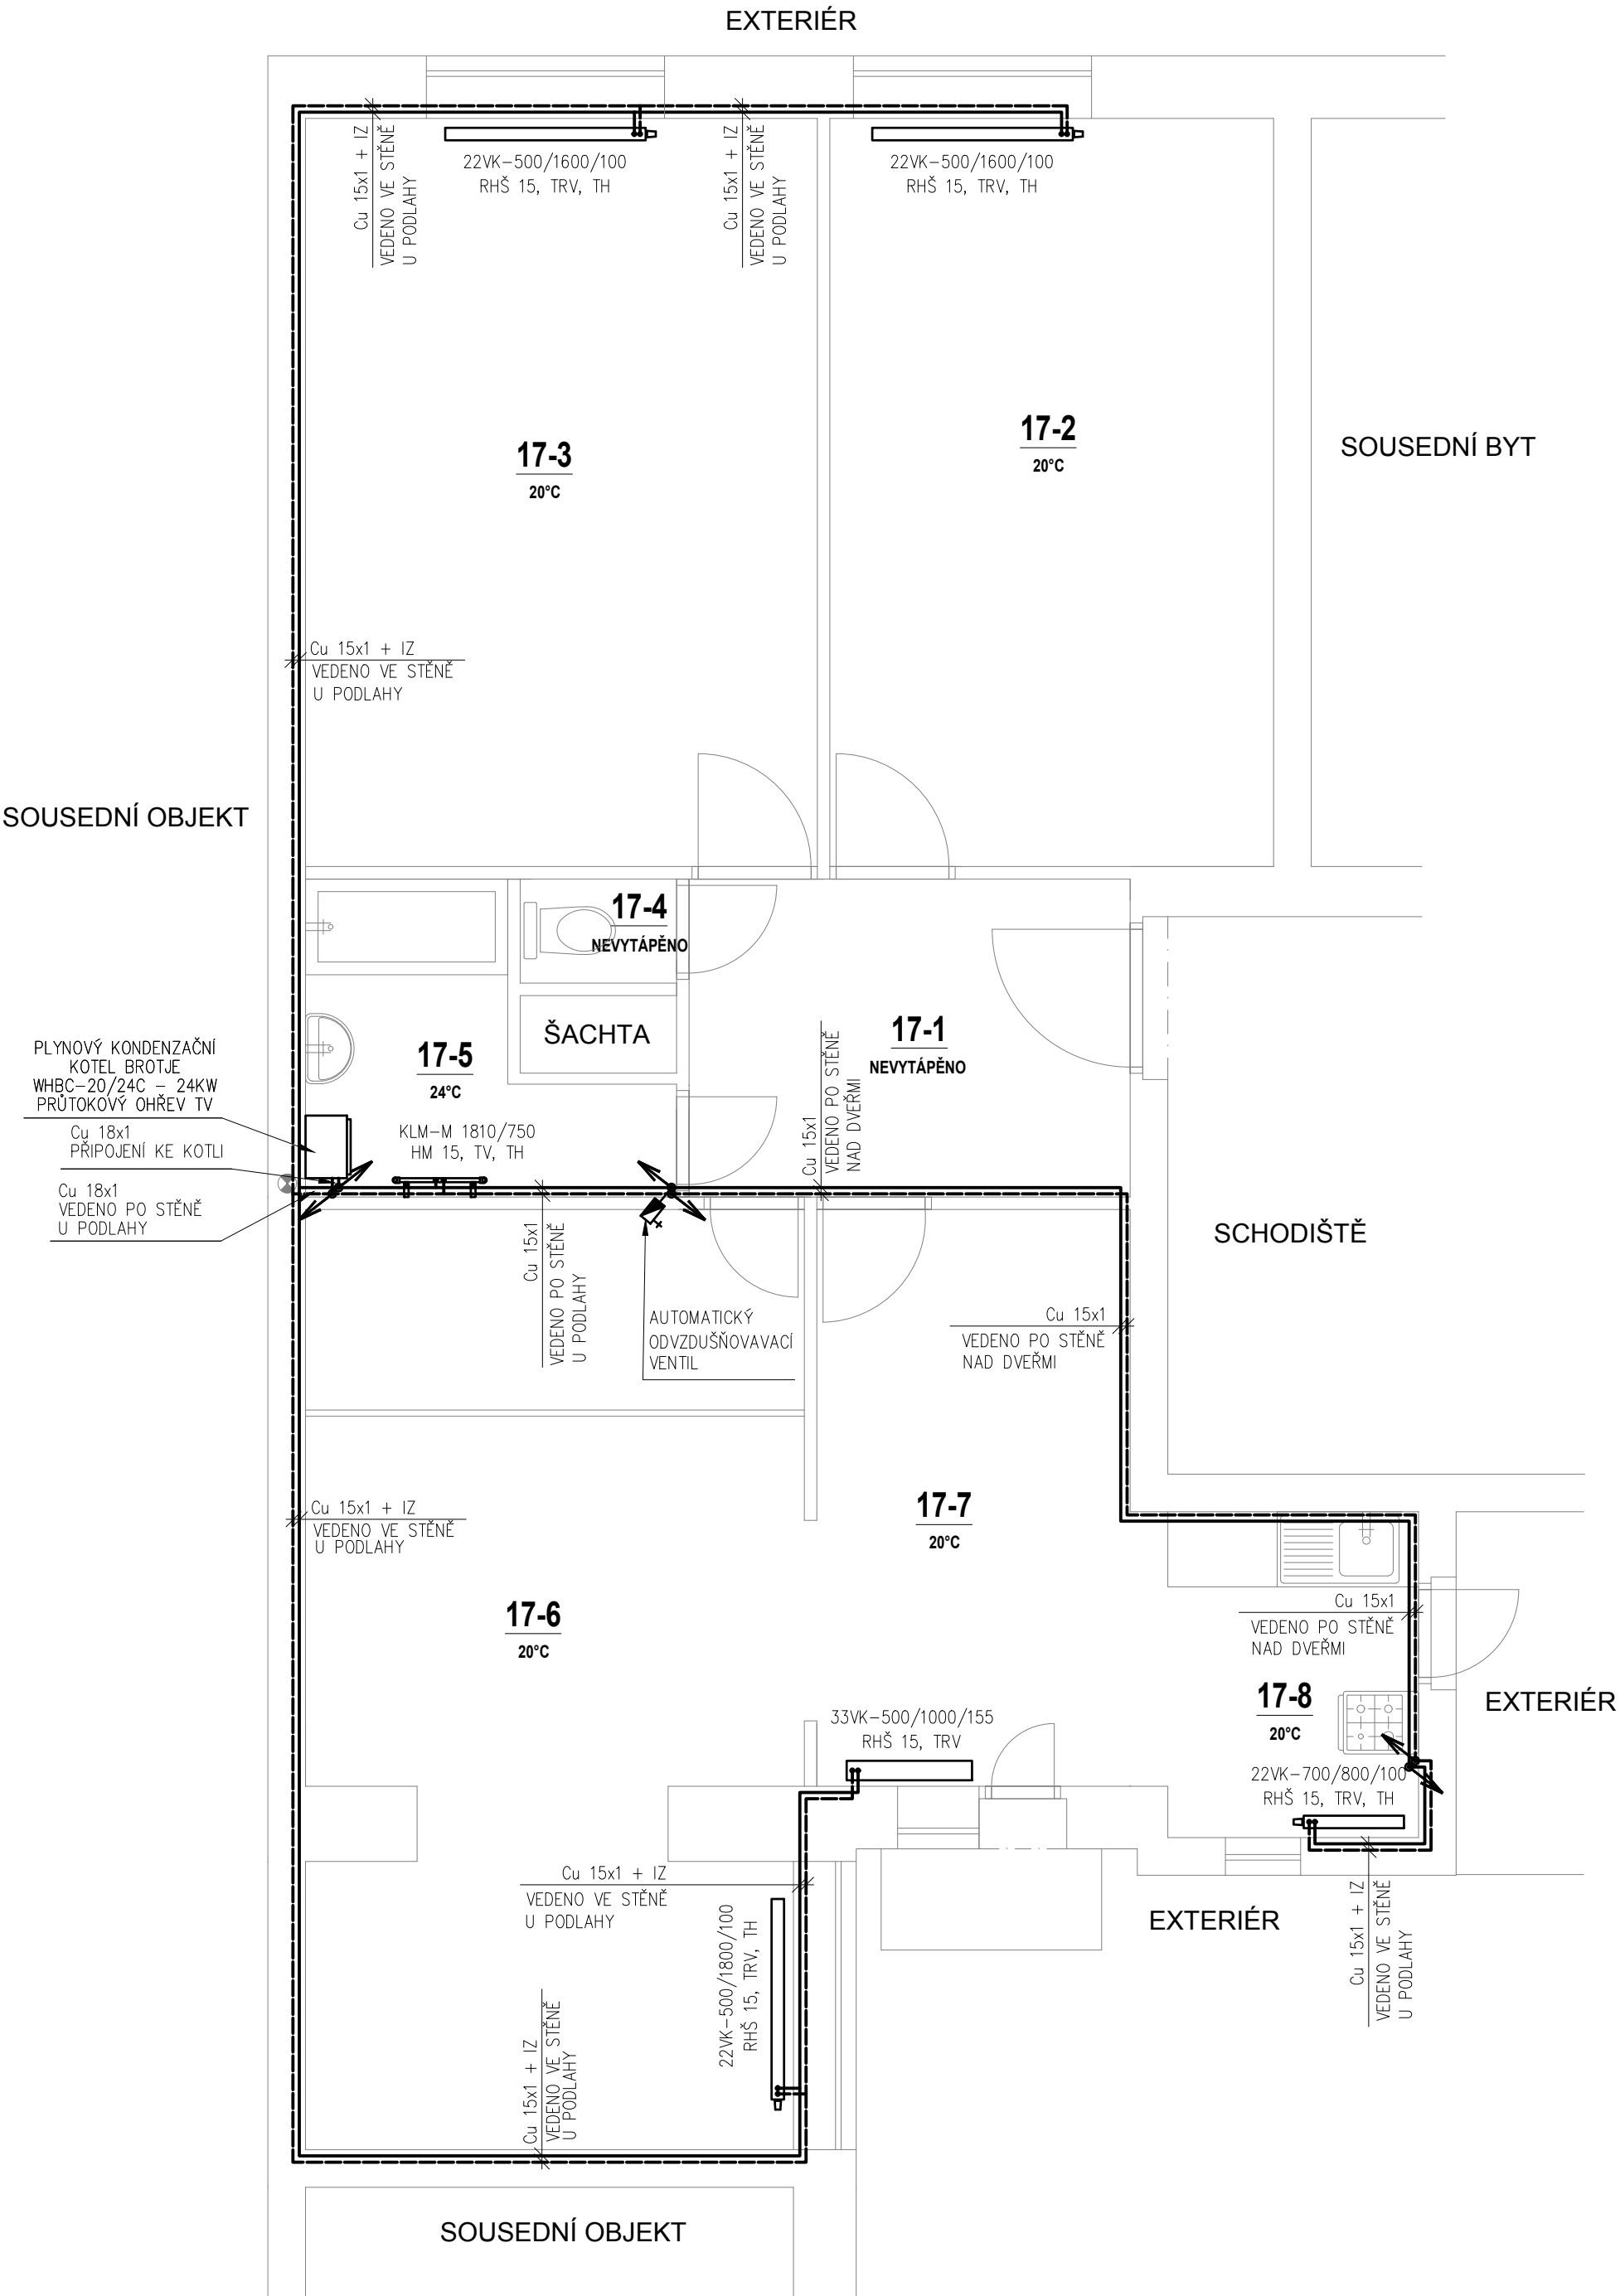 EXTERIÉR
Cu 15x1 + IZ
VEDENO VE STĚNĚ
U PODLAHY
22VK-500/1600/100
RHŠ 15, TRV, TH
Cu 15x1 + IZ
VEDENO VE STĚNĚ
U PODLAHY
22VK-500/1600/100
RHŠ 15, TRV, TH
17-3
20°C
17-2
20°C
SOUSEDNÍ BYT
Cu 15x1 + IZ
VEDENO VE STĚNĚ
U PODLAHY
SOUSEDNÍ OBJEKT
17-4
NEVYTÁPĚNO
ŠACHTA
17-1
NEVYTÁPĚNO
17-5
24°C
PLYNOVÝ KONDENZAČNÍ
KOTEL BROTJE
WHBC-20/24C - 24KW
PRŮTOKOVÝ OHŘEV TV
Cu 18x1
PŘIPOJENÍ KE KOTLI
Cu 18x1
VEDENO PO STĚNĚ
U PODLAHY
KLM-M 1810/750
HM 15, TV, TH
Cu 15x1
VEDENO PO STĚNĚ
NAD DVEŘMI
Cu 15x1
VEDENO PO STĚNĚ
U PODLAHY
AUTOMATICKÝ
ODVZDUŠŇOVAVACÍ
VENTIL
Cu 15x1
VEDENO PO STĚNĚ
NAD DVEŘMI
SCHODIŠTĚ
Cu 15x1 + IZ
VEDENO VE STĚNĚ
U PODLAHY
17-7
20°C
17-6
20°C
Cu 15x1
VEDENO PO STĚNĚ
NAD DVEŘMI
17-8
20°C
EXTERIÉR
33VK-500/1000/155
RHŠ 15, TRV
22VK-700/800/100
RHŠ 15, TRV, TH
Cu 15x1 + IZ
VEDENO VE STĚNĚ
U PODLAHY
22VK-500/1800/100
RHŠ 15, TRV, TH
EXTERIÉR
Cu 15x1 + IZ
VEDENO VE STĚNĚ
U PODLAHY
Cu 15x1 + IZ
VEDENO VE STĚNĚ
U PODLAHY
SOUSEDNÍ OBJEKT